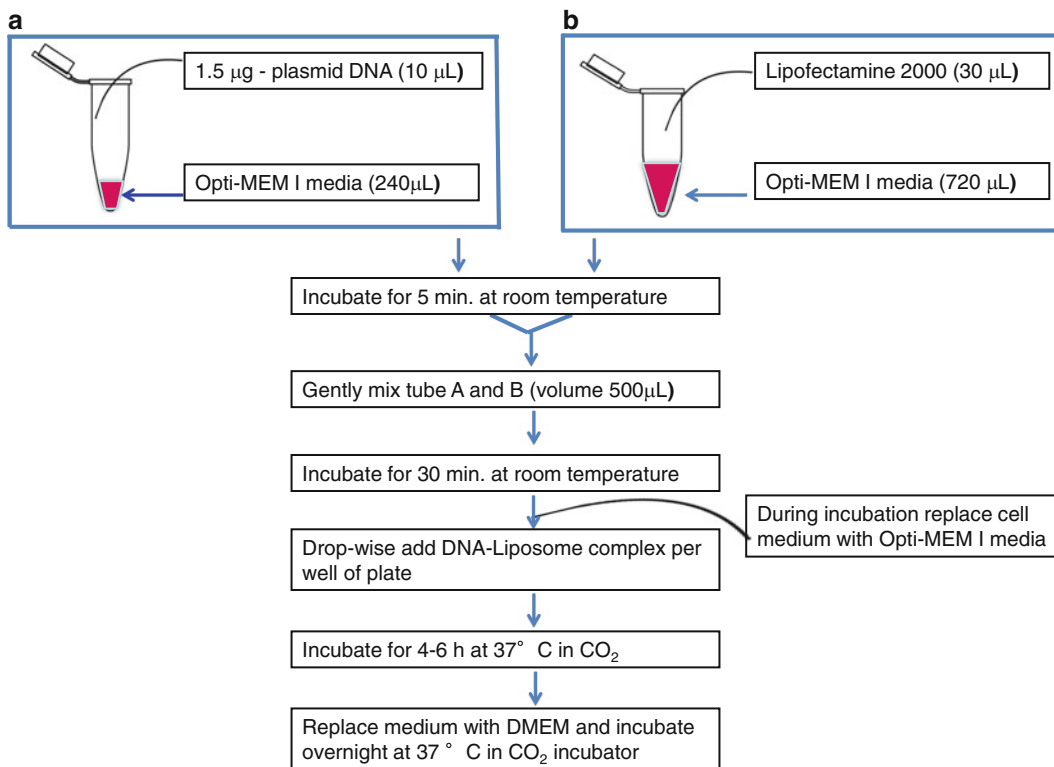 a
b
1.5 μg - plasmid DNA (10 μL)
Opti-MEM I media (240μL)
Lipofectamine 2000 (30 μL)
Opti-MEM I media (720 μL)
Incubate for 5 min. at room temperature
Gently mix tube A and B (volume 500μL)
Incubate for 30 min. at room temperature
During incubation replace cell
medium with Opti-MEM I media
Drop-wise add DNA-Liposome complex per
well of plate
Incubate for 4-6 h at 37° C in CO₂
Replace medium with DMEM and incubate
overnight at 37 ° C in CO₂ incubator